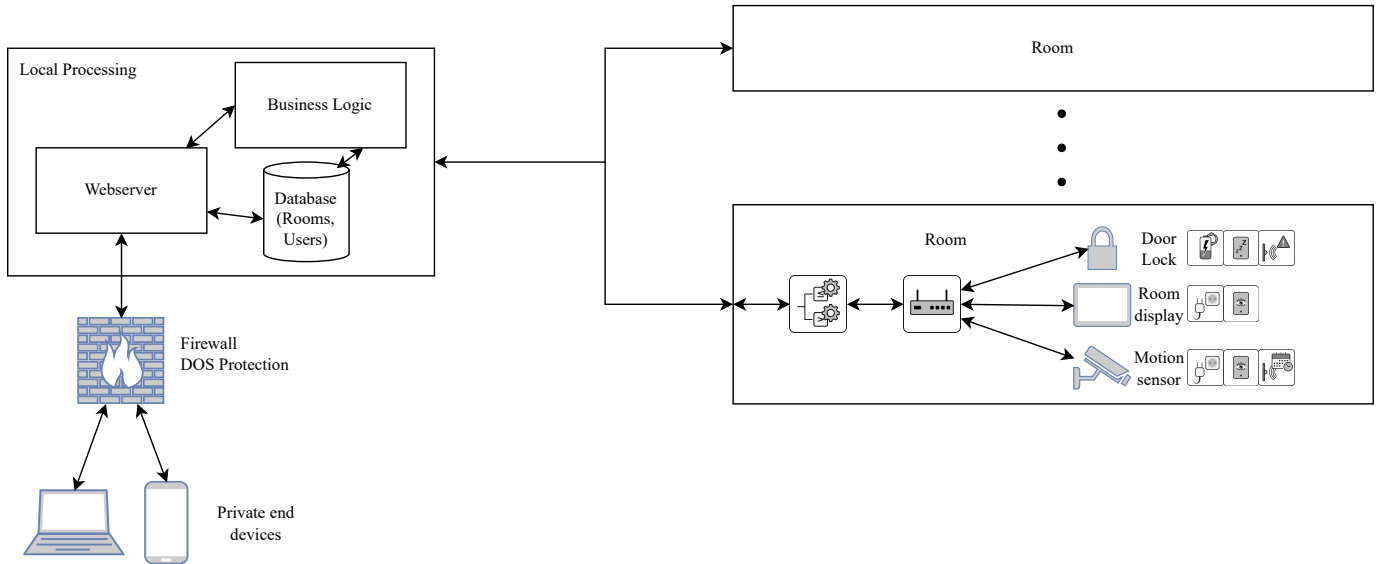 Room
Local Processing
Business Logic
Webserver
Database
(Rooms,
Users)
Room
Door
Lock
Room
display
Motion
sensor
Firewall
DOS Protection
Private end
devices